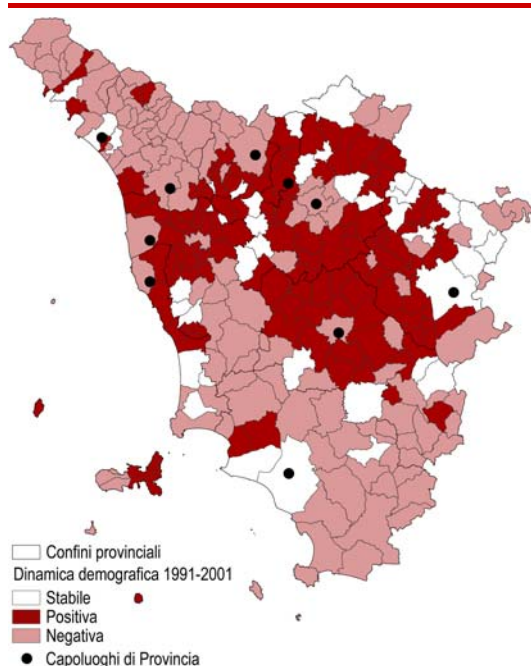 Confini provinciali
Dinamica demografica 1991-2001
Stabile
Positiva
Negativa
Capoluoghi di Provincia